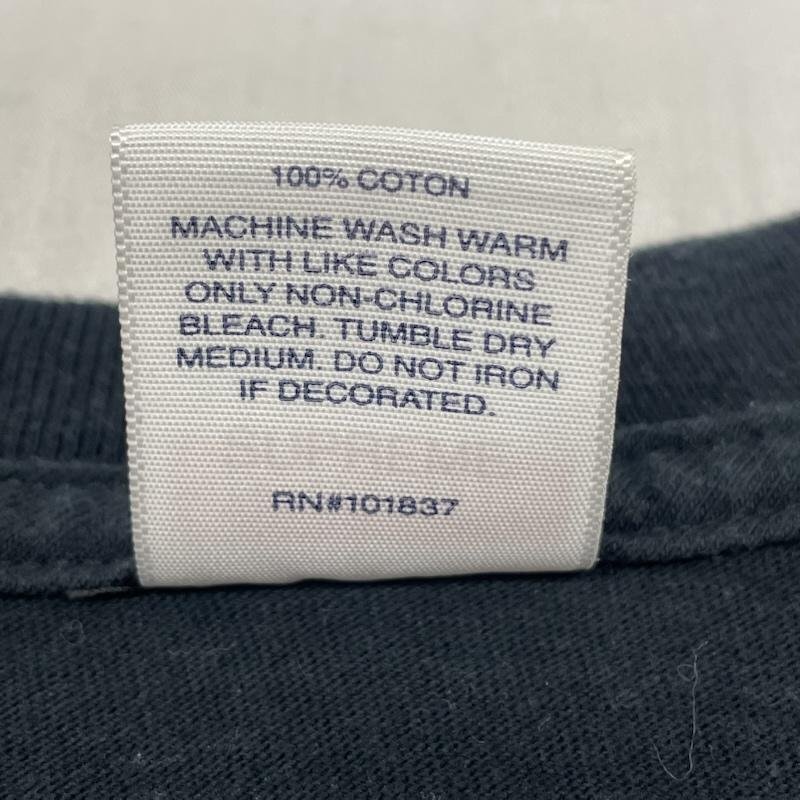 100% COTON
MACHINE WASH WARM
WITH LIKE COLORS
ONLY NON-CHLORINE
BLEACH. TUMBLE DRY
MEDIUM. DO NOT IRON
IF DECORATED.
RN#101837